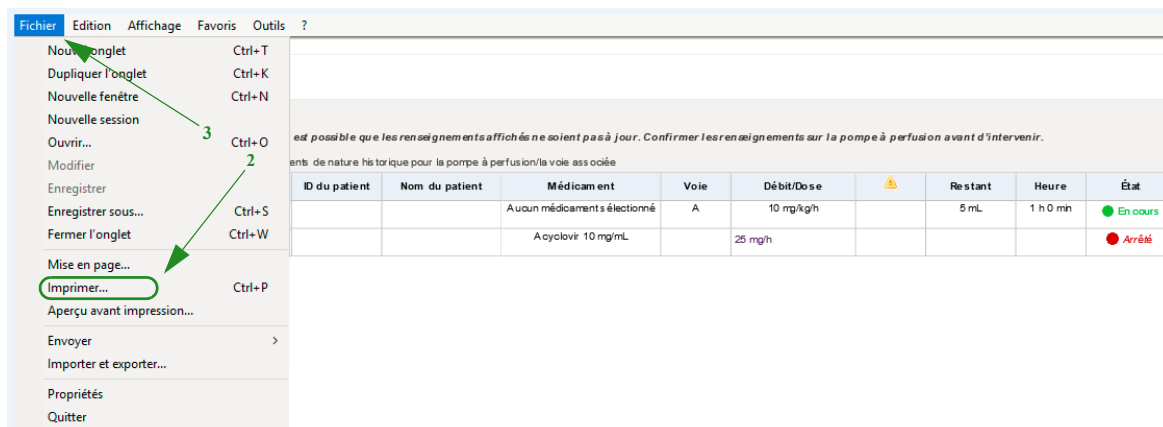 Fichier Edition Affichage Favoris Outils ?
Nouvel onglet Ctrl+T
Dupliquer l'onglet Ctrl+K
Nouvelle fenêtre Ctrl+N
Nouvelle session
3
Ouvrir... Ctrl+O
est possible que les renseignements affichés ne soient pas à jour. Confirmer les renseignements sur la pompe à perfusion avant d'intervenir.
2
Modifier
ents de nature historique pour la pompe à perfusion/la voie associée
Enregistrer
ID du patient Nom du patient Médicament Voie Débit/Dose Restant Heure État
Enregistrer sous... Ctrl+S
Aucun médicament sélectionné A 10 mg/kg/h 5 mL 1 h 0 min En cours
Fermer l'onglet Ctrl+W
Acyclovir 10 mg/mL 25 mg/h Arrêté
Mise en page...
Imprimer... Ctrl+P
Aperçu avant impression...
Envoyer >
Importer et exporter...
Propriétés
Quitter